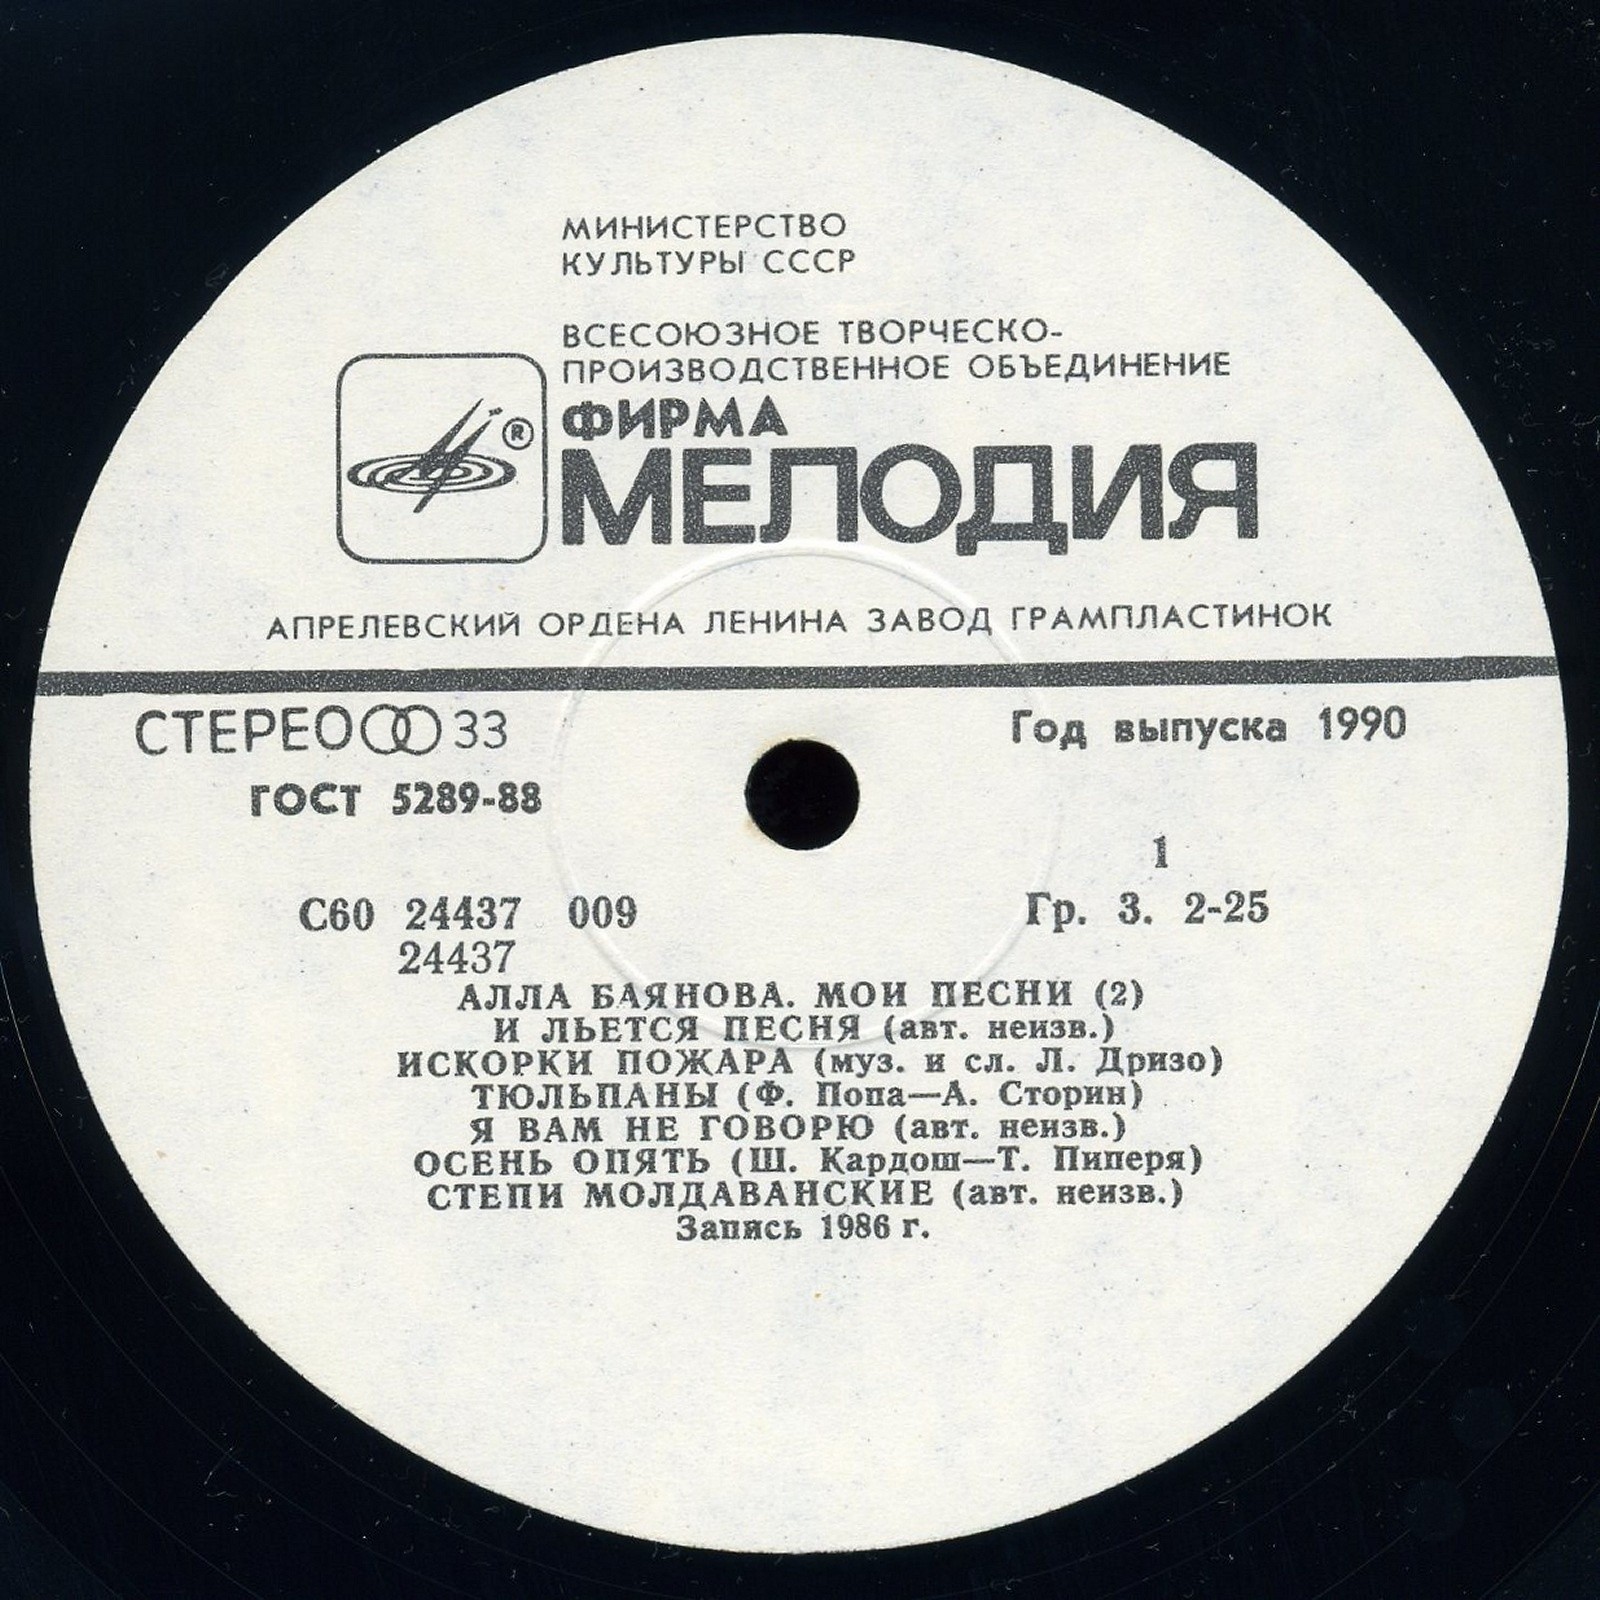 МИНИСТЕРСТВО
КУЛЬТУРЫ СССР
ВСЕСОЮЗНОЕ ТВОРЧЕСКО-
ПРОИЗВОДСТВЕННОЕ ОБЪЕДИНЕНИЕ
®
ФИРМА
МЕЛОДИЯ
АПРЕЛЕВСКИЙ ОРДЕНА ЛЕНИНА ЗАВОД ГРАМПЛАСТИНОК
СТЕРЕО 33
Год выпуска 1990
ГОСТ 5289-88
1
С60 24437 009
Гр. 3. 2-25
24437
АЛЛА БАЯНОВА. МОИ ПЕСНИ (2)
И ЛЬЕТСЯ ПЕСНЯ (авт. неизв.)
ИСКОРКИ ПОЖАРА (муз. и сл. Л. Дризо)
ТЮЛЬПАНЫ (Ф. Попа—А. Сторин)
Я ВАМ НЕ ГОВОРЮ (авт. неизв.)
ОСЕНЬ ОПЯТЬ (Ш. Кардош—Т. Пиперя)
СТЕПИ МОЛДАВАНСКИЕ (авт. неизв.)
Запись 1986 г.